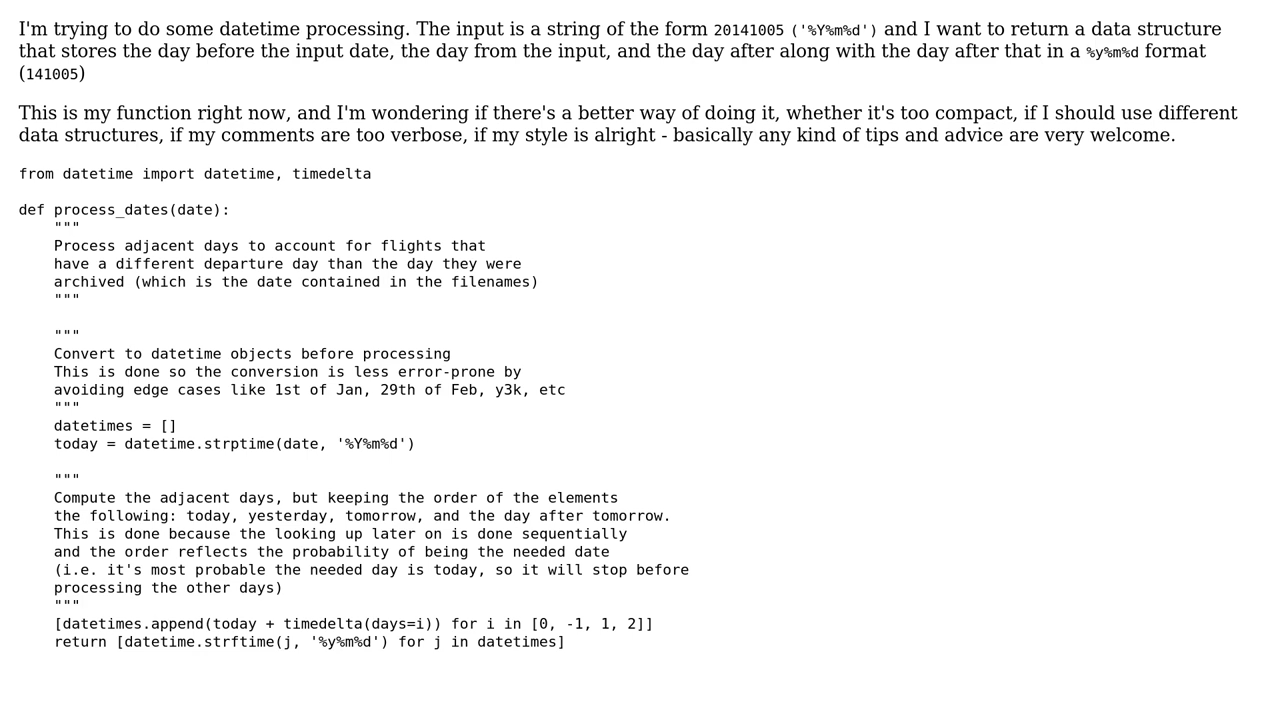 I'm trying to do some datetime processing. The input is a string of the form 20141005 ('%Y%m%d') and I want to return a data structure
that stores the day before the input date, the day from the input, and the day after along with the day after that in a %y%m%d format
(141005)
This is my function right now, and I'm wondering if there's a better way of doing it, whether it's too compact, if I should use different
data structures, if my comments are too verbose, if my style is alright - basically any kind of tips and advice are very welcome.
from datetime import datetime, timedelta
def process_dates(date):
    """
    Process adjacent days to account for flights that
    have a different departure day than the day they were
    archived (which is the date contained in the filenames)
    """
    """
    Convert to datetime objects before processing
    This is done so the conversion is less error-prone by
    avoiding edge cases like 1st of Jan, 29th of Feb, y3k, etc
    """
    datetimes = []
    today = datetime.strptime(date, '%Y%m%d')
    """
    Compute the adjacent days, but keeping the order of the elements
    the following: today, yesterday, tomorrow, and the day after tomorrow.
    This is done because the looking up later on is done sequentially
    and the order reflects the probability of being the needed date
    (i.e. it's most probable the needed day is today, so it will stop before
    processing the other days)
    """
    [datetimes.append(today + timedelta(days=i)) for i in [0, -1, 1, 2]]
    return [datetime.strftime(j, '%y%m%d') for j in datetimes]